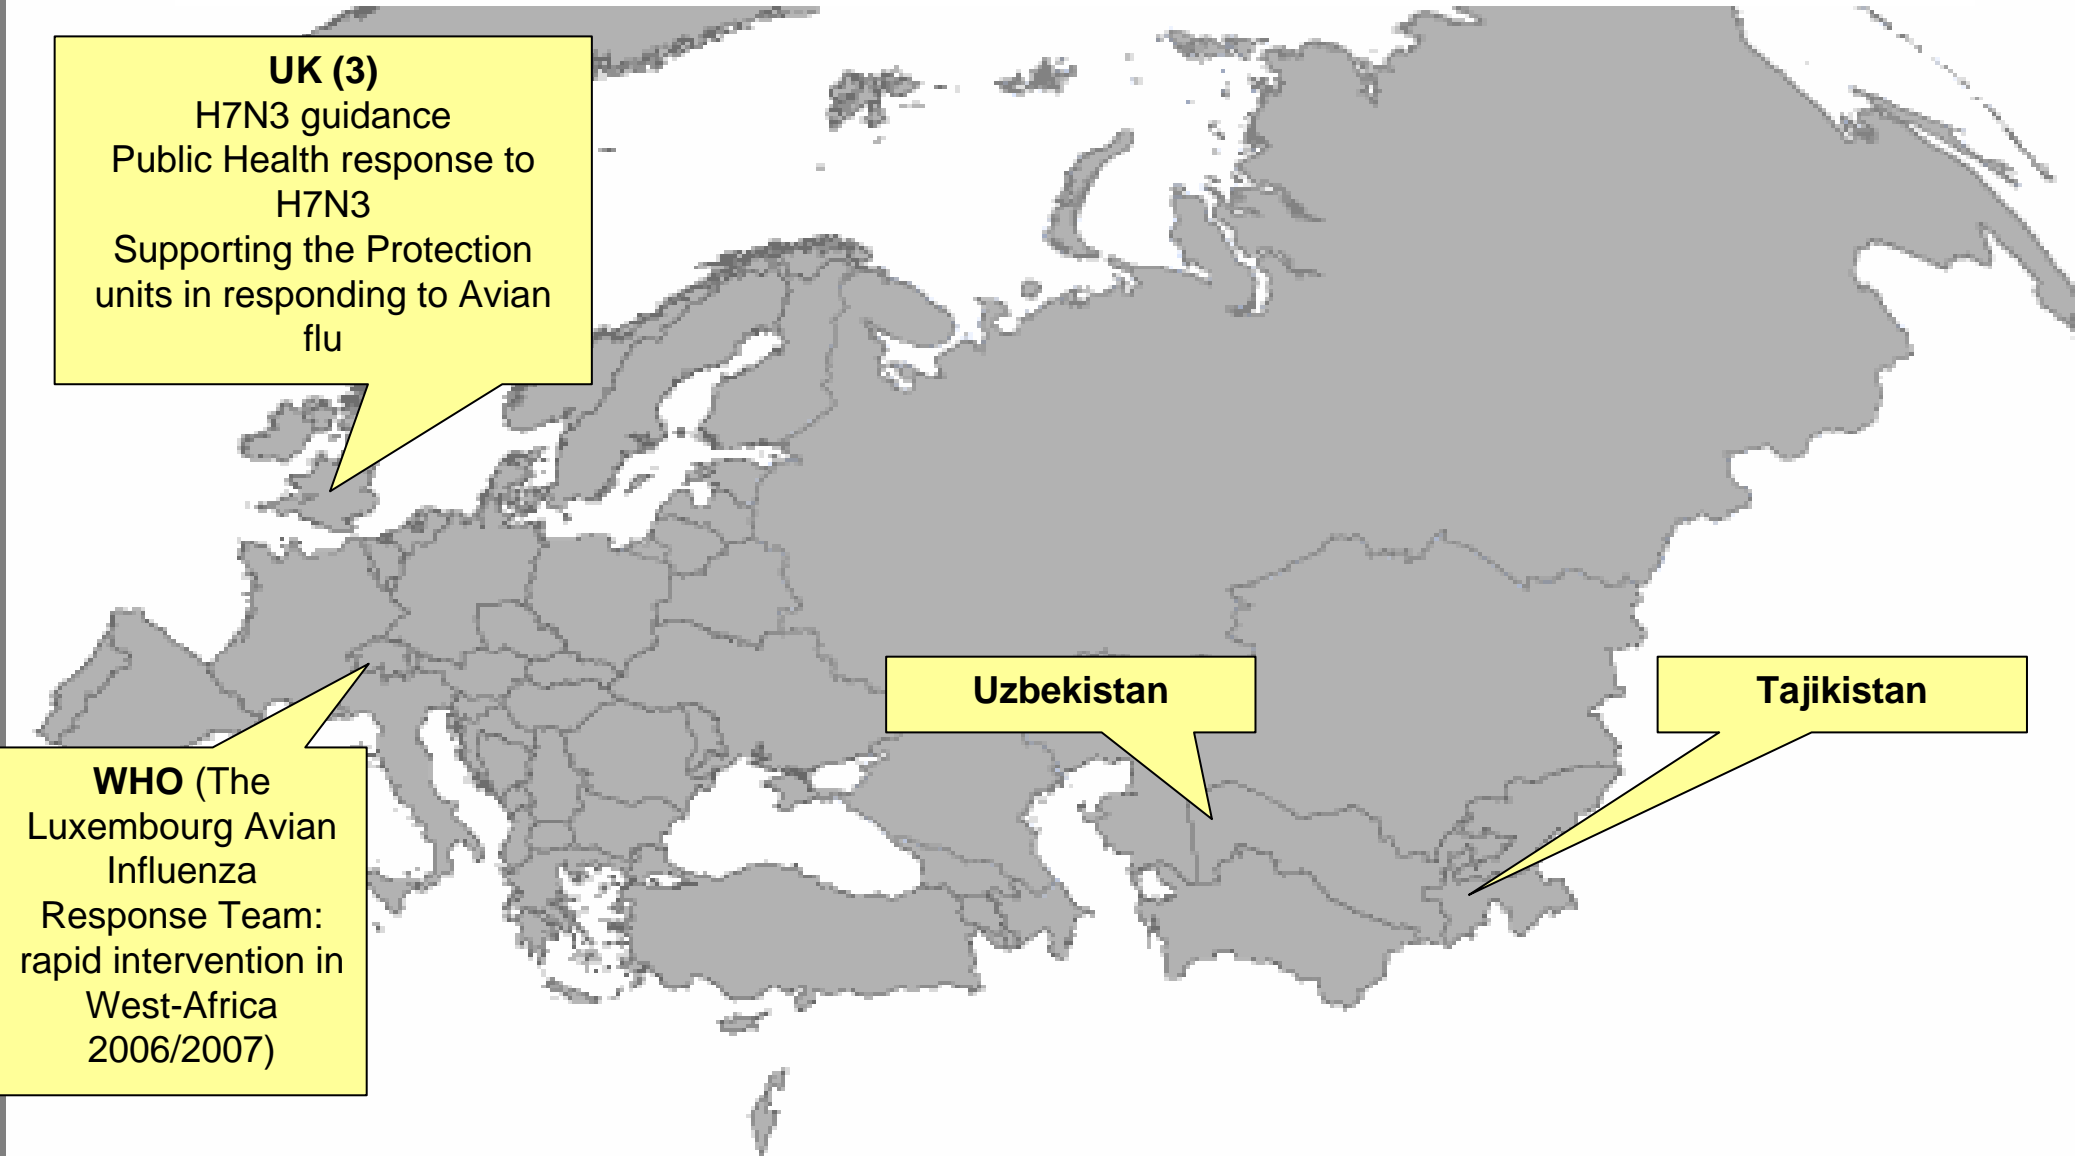 UK (3)
H7N3 guidance
Public Health response to
H7N3
Supporting the Protection
units in responding to Avian
flu
Uzbekistan
Tajikistan
WHO (The
Luxembourg Avian
Influenza
Response Team:
rapid intervention in
West-Africa
2006/2007)